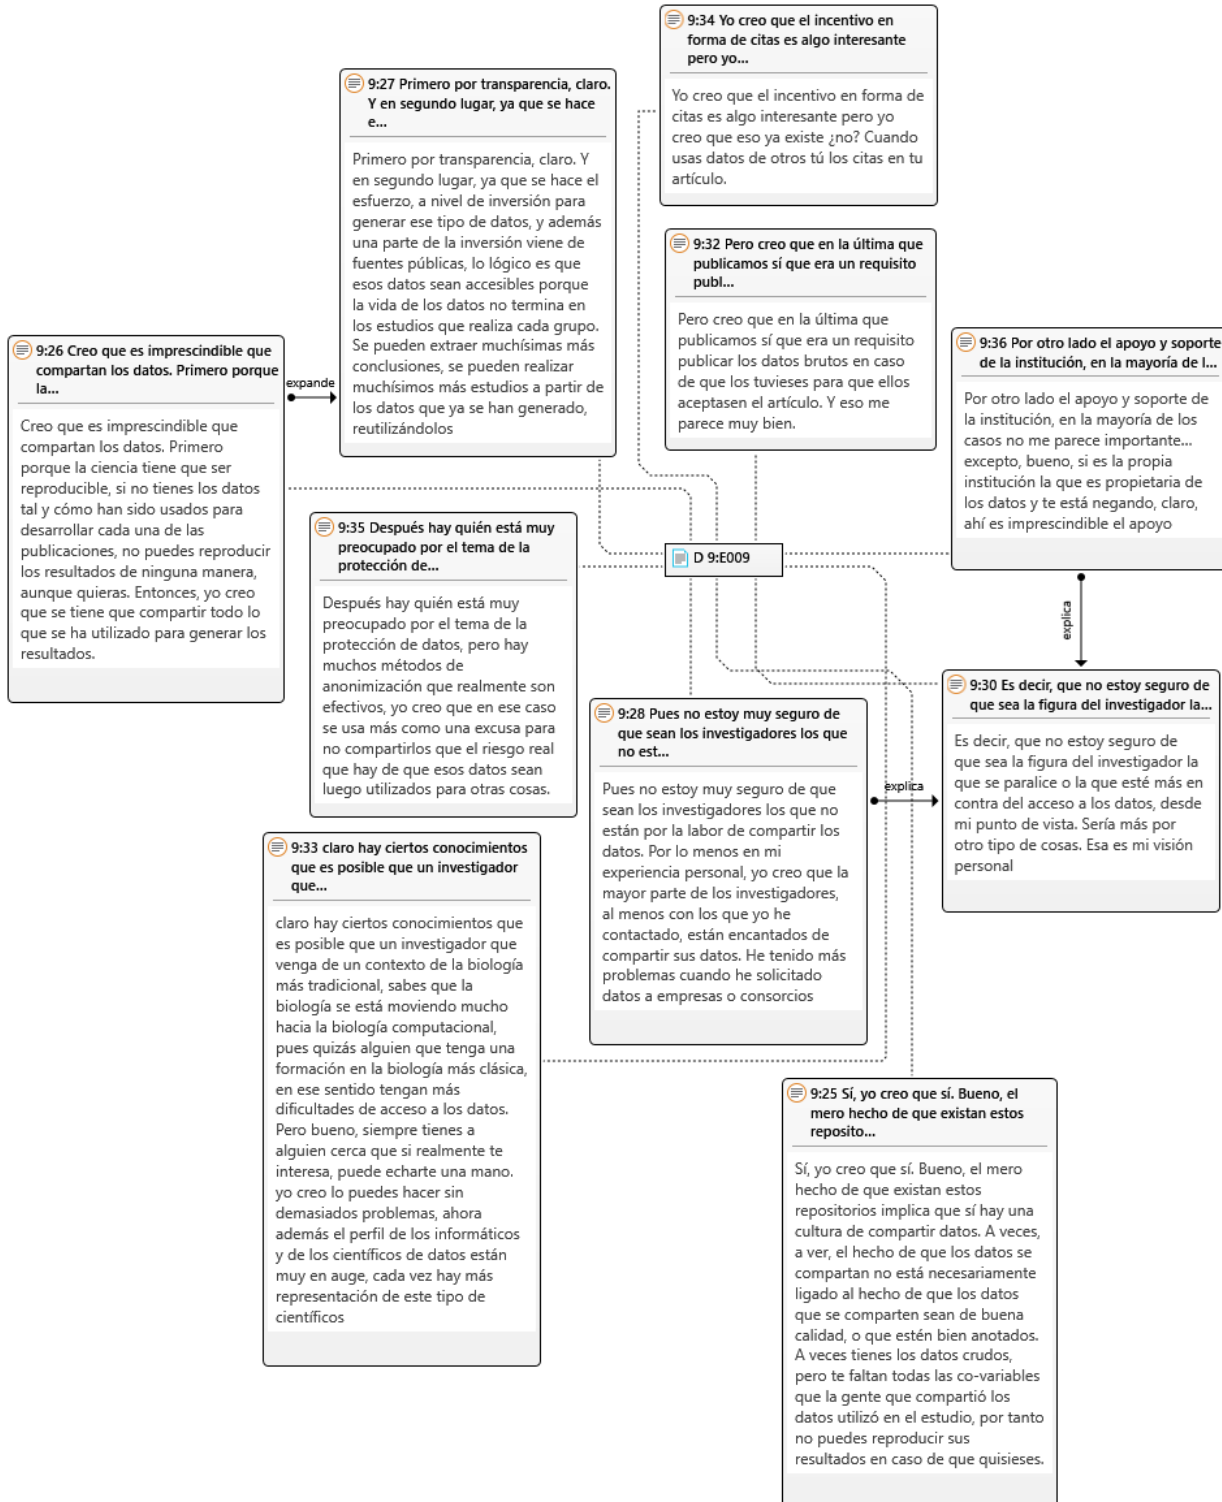 9:34 Yo creo que el incentivo en
forma de citas es algo interesante
pero yo...
Yo creo que el incentivo en forma de
citas es algo interesante pero yo
creo que eso ya existe ¿no? Cuando
usas datos de otros tú los citas en tu
artículo.
9:27 Primero por transparencia, claro.
Y en segundo lugar, ya que se hace
e...
Primero por transparencia, claro. Y
en segundo lugar, ya que se hace el
esfuerzo, a nivel de inversión para
generar ese tipo de datos, y además
una parte de la inversión viene de
fuentes públicas, lo lógico es que
esos datos sean accesibles porque
la vida de los datos no termina en
los estudios que realiza cada grupo.
Se pueden extraer muchísimas más
conclusiones, se pueden realizar
muchísimos más estudios a partir de
los datos que ya se han generado,
reutilizándolos
9:32 Pero creo que en la última que
publicamos sí que era un requisito
publ...
Pero creo que en la última que
publicamos sí que era un requisito
publicar los datos brutos en caso
de que los tuvieses para que ellos
aceptasen el artículo. Y eso me
parece muy bien.
9:36 Por otro lado el apoyo y soporte
de la institución, en la mayoría de l...
Por otro lado el apoyo y soporte de
la institución, en la mayoría de los
casos no me parece importante...
excepto, bueno, si es la propia
institución la que es propietaria de
los datos y te está negando, claro,
ahí es imprescindible el apoyo
9:26 Creo que es imprescindible que
compartan los datos. Primero porque
la...
Creo que es imprescindible que
compartan los datos. Primero
porque la ciencia tiene que ser
reproducible, si no tienes los datos
tal y cómo han sido usados para
desarrollar cada una de las
publicaciones, no puedes reproducir
los resultados de ninguna manera,
aunque quieras. Entonces, yo creo
que se tiene que compartir todo lo
que se ha utilizado para generar los
resultados.
expande
9:35 Después hay quién está muy
preocupado por el tema de la
protección de...
Después hay quién está muy
preocupado por el tema de la
protección de datos, pero hay
muchos métodos de
anonimización que realmente son
efectivos, yo creo que en ese caso
se usa más como una excusa para
no compartirlos que el riesgo real
que hay de que esos datos sean
luego utilizados para otras cosas.
D 9:E009
explica
9:28 Pues no estoy muy seguro de
que sean los investigadores los que
no est...
Pues no estoy muy seguro de que
sean los investigadores los que no
están por la labor de compartir los
datos. Por lo menos en mi
experiencia personal, yo creo que la
mayor parte de los investigadores,
al menos con los que yo he
contactado, están encantados de
compartir sus datos. He tenido más
problemas cuando he solicitado
datos a empresas o consorcios
explica
9:30 Es decir, que no estoy seguro de
que sea la figura del investigador la...
Es decir, que no estoy seguro de
que sea la figura del investigador la
que se paralice o la que esté más en
contra del acceso a los datos, desde
mi punto de vista. Sería más por
otro tipo de cosas. Esa es mi visión
personal
9:33 claro hay ciertos conocimientos
que es posible que un investigador
que...
claro hay ciertos conocimientos que
es posible que un investigador que
venga de un contexto de la biología
más tradicional, sabes que la
biología se está moviendo mucho
hacia la biología computacional,
pues quizás alguien que tenga una
formación en la biología más clásica,
en ese sentido tengan más
dificultades de acceso a los datos.
Pero bueno, siempre tienes a
alguien cerca que si realmente te
interesa, puede echarte una mano.
yo creo lo puedes hacer sin
demasiados problemas, ahora
además el perfil de los informáticos
y de los científicos de datos están
muy en auge, cada vez hay más
representación de este tipo de
científicos
9:25 Sí, yo creo que sí. Bueno, el
mero hecho de que existan estos
reposito...
Sí, yo creo que sí. Bueno, el mero
hecho de que existan estos
repositorios implica que sí hay una
cultura de compartir datos. A veces,
a ver, el hecho de que los datos se
compartan no está necesariamente
ligado al hecho de que los datos
que se comparten sean de buena
calidad, o que estén bien anotados.
A veces tienes los datos crudos,
pero te faltan todas las co-variables
que la gente que compartió los
datos utilizó en el estudio, por tanto
no puedes reproducir sus
resultados en caso de que quisieses.